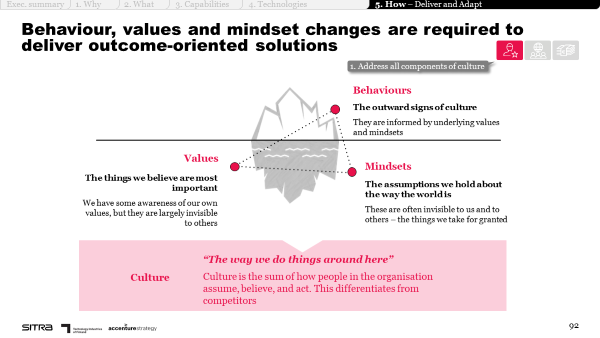 Exec. summary
1. Why
2. What
3. Capabilities
4. Technologies
5. How – Deliver and Adapt
Behaviour, values and mindset changes are required to
deliver outcome-oriented solutions
1. Address all components of culture
Behaviours
The outward signs of culture
They are informed by underlying values
and mindsets
Values
The things we believe are most
important
We have some awareness of our own
values, but they are largely invisible
to others
Mindsets
The assumptions we hold about
the way the world is
These are often invisible to us and to
others – the things we take for granted
“The way we do things around here”
Culture
Culture is the sum of how people in the organisation
assume, believe, and act. This differentiates from
competitors
SITRA
Technology Industries
of Finland
accenturestrategy
92